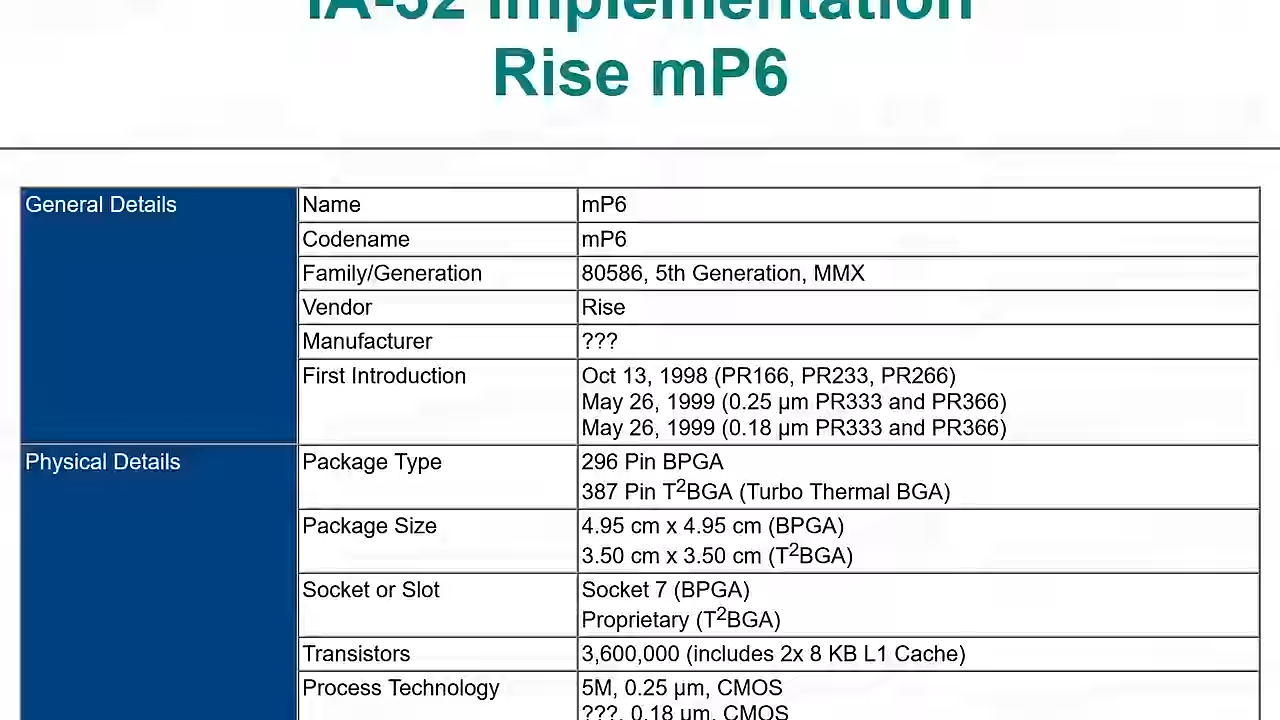 IA-32 Implementation
Rise mP6
General Details
Name
mP6
Codename
mP6
Family/Generation
80586, 5th Generation, MMX
Vendor
Rise
Manufacturer
???
First Introduction
Oct 13, 1998 (PR166, PR233, PR266)
May 26, 1999 (0.25 µm PR333 and PR366)
May 26, 1999 (0.18 µm PR333 and PR366)
Physical Details
Package Type
296 Pin BPGA
387 Pin T²BGA (Turbo Thermal BGA)
Package Size
4.95 cm x 4.95 cm (BPGA)
3.50 cm x 3.50 cm (T²BGA)
Socket or Slot
Socket 7 (BPGA)
Proprietary (T²BGA)
Transistors
3,600,000 (includes 2x 8 KB L1 Cache)
Process Technology
5M, 0.25 µm, CMOS
???, 0.18 µm, CMOS